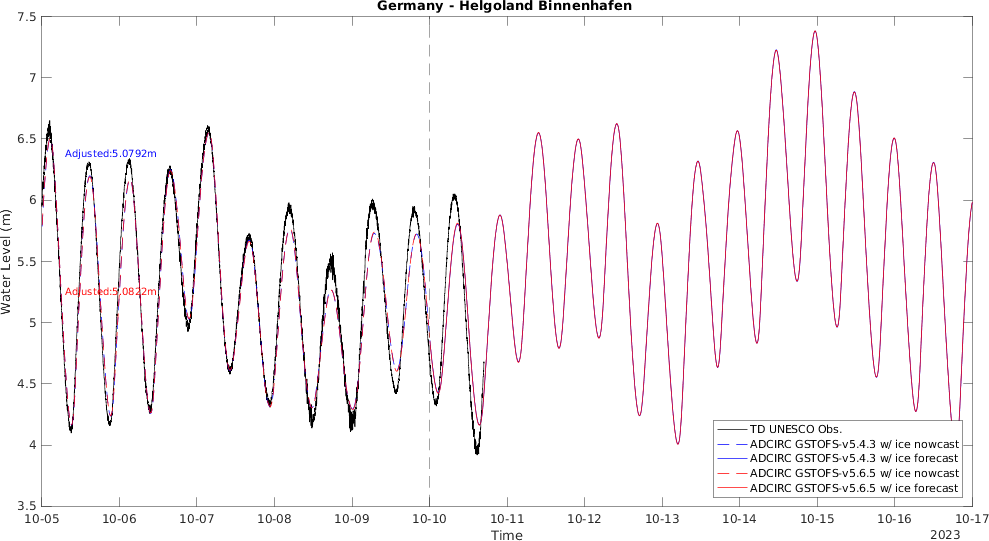 Germany - Helgoland Binnenhafen
Water Level (m)
7.5
7
6.5
6
5.5
5
4.5
4
3.5
Adjusted:5.0792m
Adjusted:5.0822m
TD UNESCO Obs.
ADCIRC GSTOFS-v5.4.3 w/ ice nowcast
ADCIRC GSTOFS-v5.4.3 w/ ice forecast
ADCIRC GSTOFS-v5.6.5 w/ ice nowcast
ADCIRC GSTOFS-v5.6.5 w/ ice forecast
10-05 10-06 10-07 10-08 10-09 10-10 10-11 10-12 10-13 10-14 10-15 10-16 10-17
Time
2023